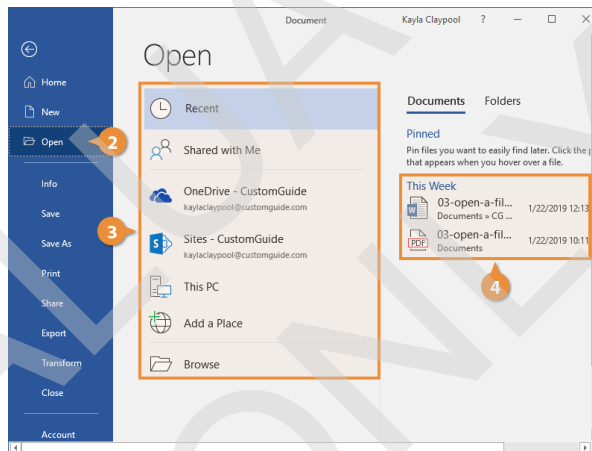 Document
Kayla Claypool ?
Open
Home
New
Open
Info
Save
Save As
Print
Share
Export
Transform
Close
Account
2
3
Recent
Shared with Me
OneDrive - CustomGuide
kaylaclaypool@customguide.com
Sites - CustomGuide
kaylaclaypool@customguide.com
This PC
Add a Place
Browse
Documents Folders
Pinned
Pin files you want to easily find later. Click the
that appears when you hover over a file.
This Week
03-open-a-fil... 1/22/2019 12:13
Documents » CG ...
03-open-a-fil... 1/22/2019 10:11
PDF
Documents
4